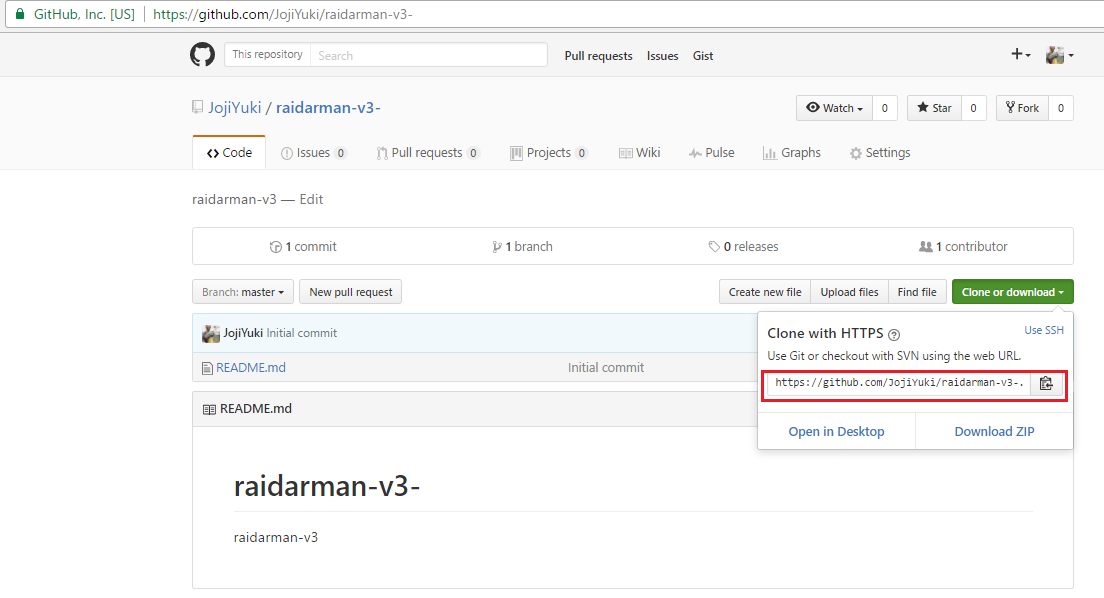 GitHub, Inc. [US] https://github.com/JojiYuki/raidarman-v3-
This repository Search Pull requests Issues Gist
JojiYuki / raidarman-v3- Watch 0 Star 0 Fork 0
Code Issues 0 Pull requests 0 Projects 0 Wiki Pulse Graphs Settings
raidarman-v3 — Edit
1 commit 1 branch 0 releases 1 contributor
Branch: master New pull request Create new file Upload files Find file Clone or download
JojiYuki Initial commit
README.md Initial commit
Clone with HTTPS ? Use SSH
Use Git or checkout with SVN using the web URL.
https://github.com/JojiYuki/raidarman-v3-.
Open in Desktop Download ZIP
README.md
raidarman-v3-
raidarman-v3